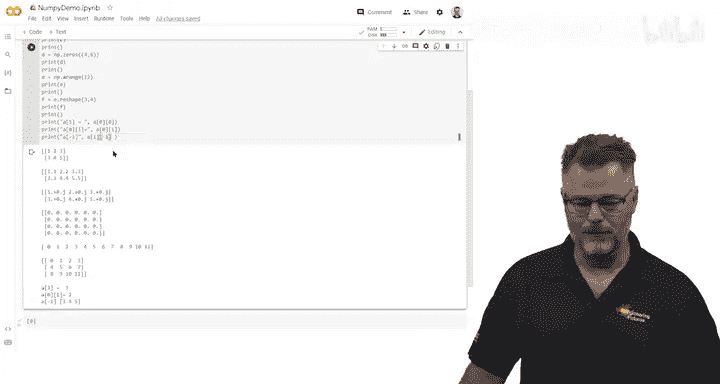 NumpyDemo.ipynb
File Edit View Insert Runtime Tools Help All changes saved
Comment Share
+ Code + Text
RAM
Disk
Editing
print()
d = np.zeros((4,6))
print(d)
print()
e = np.arange(12)
print(e)
print()
f = e.reshape(3,4)
print(f)
print()
print("a[1] = ", a[0][0])
print("a[0][1]=", a[0][1])
[[1 2 3]
[3 4 5]]
[[1.1 2.2 3.3]
[3.3 4.4 5.5]]
[[1.+0.j 2.+0.j 3.+0.j]
[3.+0.j 4.+0.j 5.+0.j]]
[[0. 0. 0. 0. 0. 0.]
[0. 0. 0. 0. 0. 0.]
[0. 0. 0. 0. 0. 0.]
[0. 0. 0. 0. 0. 0.]]
[ 0 1 2 3 4 5 6 7 8 9 10 11]
[[ 0 1 2 3]
[ 4 5 6 7]
[ 8 9 10 11]]
a[1] = 1
a[0][1]= 2
a[-1] [3 4 5]
[0]
bilibili